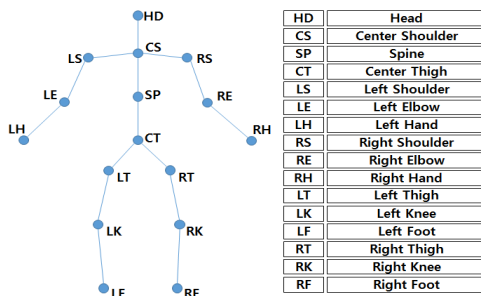 HD
CS
LS
RS
LE
SP
RE
LH
RH
CT
LT
RT
LK
RK
LF
RF
HD Head
CS Center Shoulder
SP Spine
CT Center Thigh
LS Left Shoulder
LE Left Elbow
LH Left Hand
RS Right Shoulder
RE Right Elbow
RH Right Hand
LT Left Thigh
LK Left Knee
LF Left Foot
RT Right Thigh
RK Right Knee
RF Right Foot